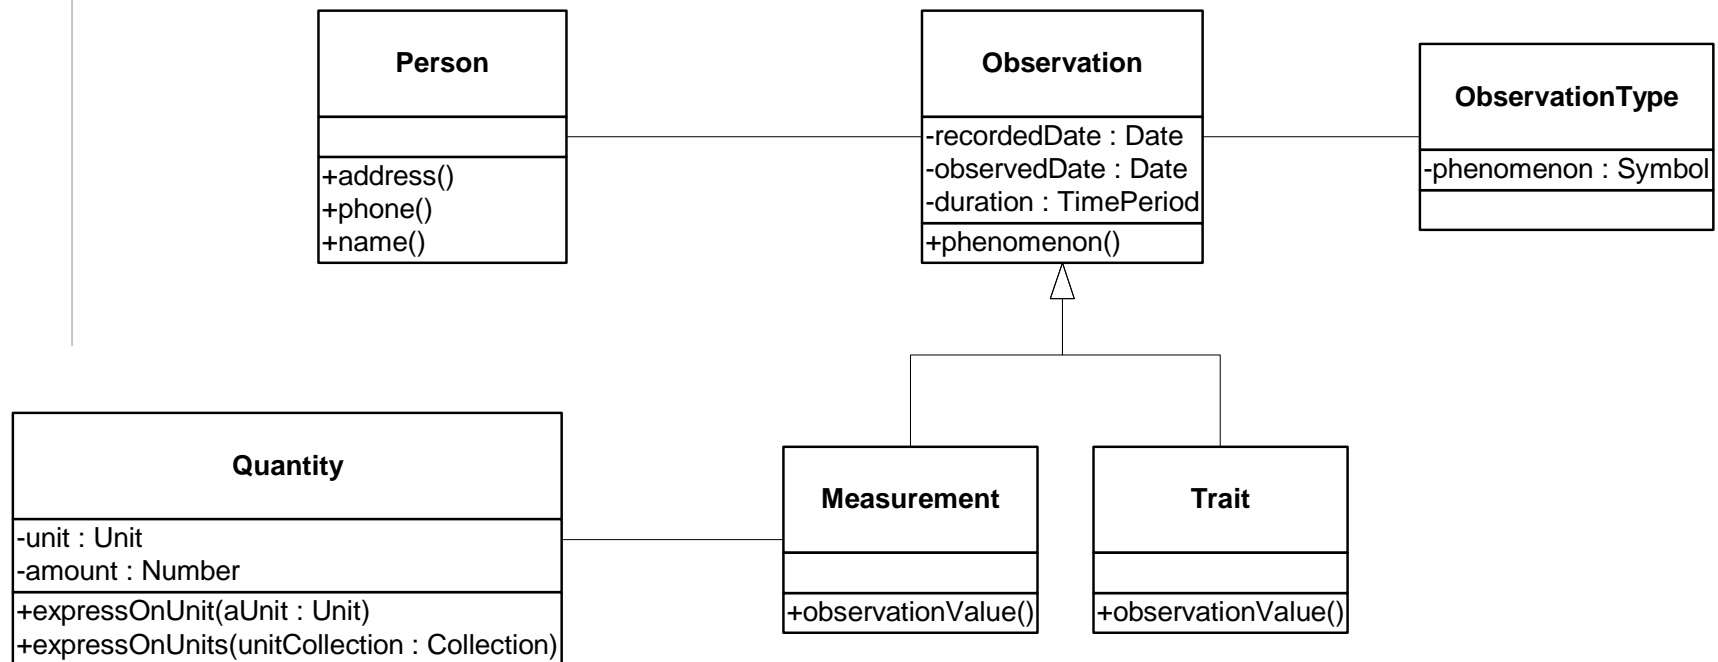 Person
+address()
+phone()
+name()
Observation
-recordedDate : Date
-observedDate : Date
-duration : TimePeriod
+phenomenon()
ObservationType
-phenomenon : Symbol
Quantity
-unit : Unit
-amount : Number
+expressOnUnit(aUnit : Unit)
+expressOnUnits(unitCollection : Collection)
Measurement
+observationValue()
Trait
+observationValue()